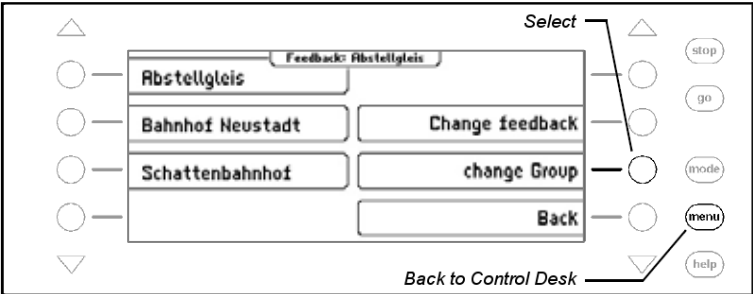 Select
Feedback: Abstellgleis
stop
Abstellgleis
go
Bahnhof Neustadt
Change feedback
Schattenbahnhof
change Group
mode
Back
menu
help
Back to Control Desk